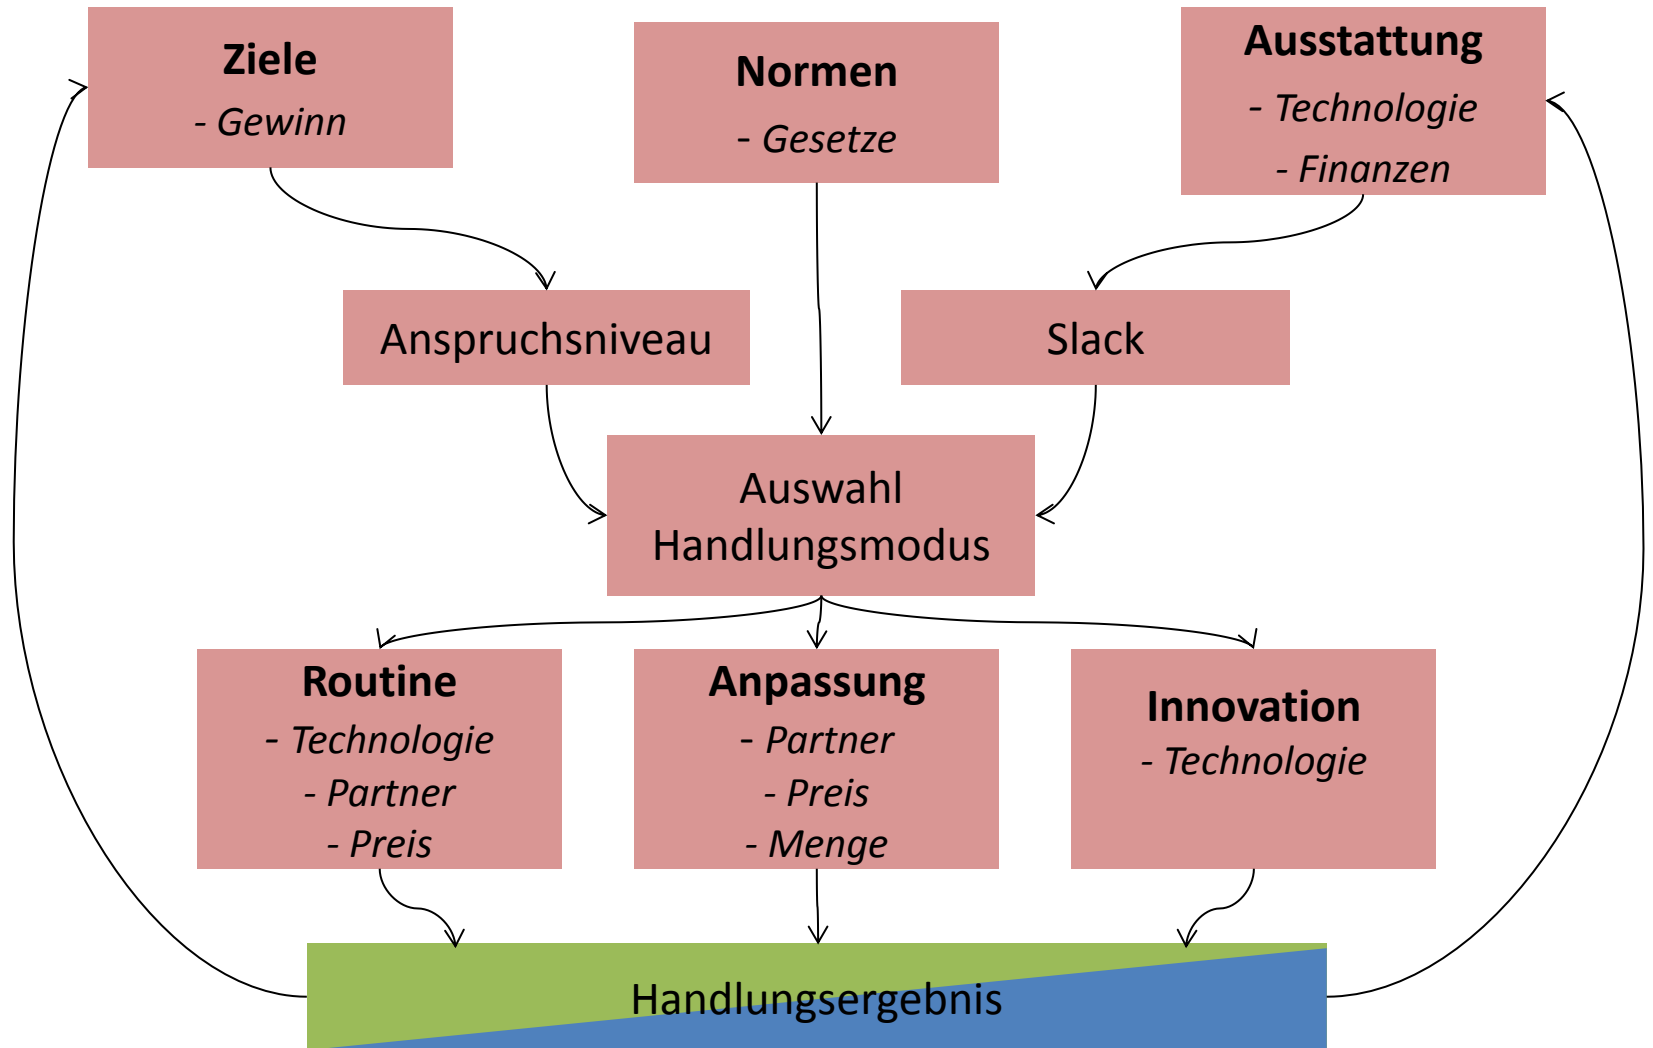 Ziele
- Gewinn
Normen
- Gesetze
Ausstattung
- Technologie
- Finanzen
Anspruchsniveau
Slack
Auswahl
Handlungsmodus
Routine
- Technologie
- Partner
- Preis
Anpassung
- Partner
- Preis
- Menge
Innovation
- Technologie
Handlungsergebnis